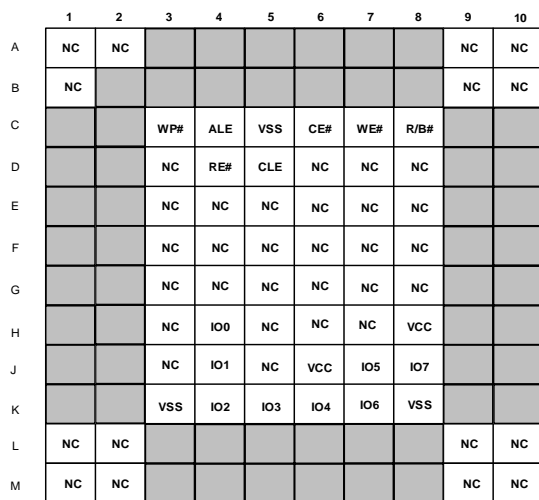 1 2 3 4 5 6 7 8 9 10
A NC NC NC NC
B NC NC NC
C WP# ALE VSS CE# WE# R/B#
D NC RE# CLE NC NC NC
E NC NC NC NC NC NC
F NC NC NC NC NC NC
G NC NC NC NC NC NC
H NC IO0 NC NC NC VCC
J NC IO1 NC VCC IO5 IO7
K VSS IO2 IO3 IO4 IO6 VSS
L NC NC NC NC
M NC NC NC NC